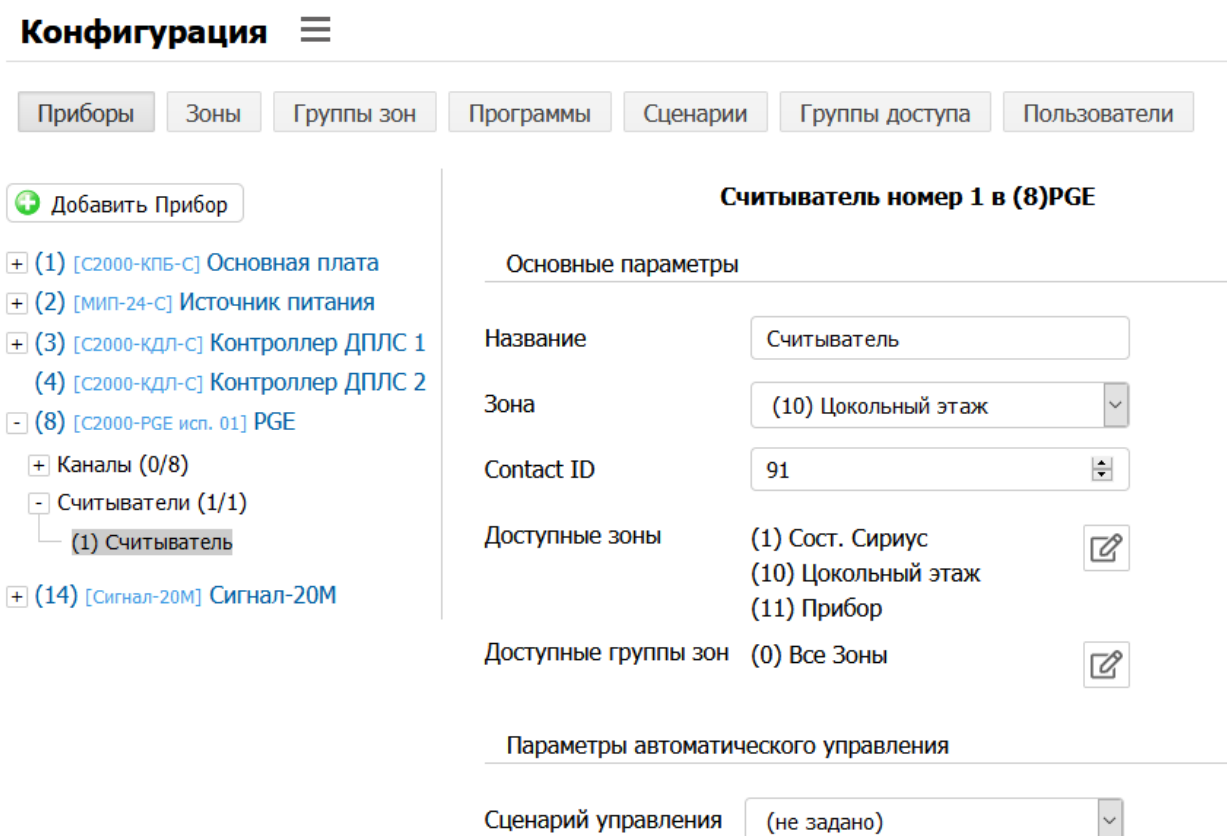 Конфигурация
Приборы Зоны Группы зон Программы Сценарии Группы доступа Пользователи
Добавить Прибор
(1) [С2000-КПБ-С] Основная плата
(2) [МИП-24-С] Источник питания
(3) [С2000-КДЛ-С] Контроллер ДПЛС 1
(4) [С2000-КДЛ-С] Контроллер ДПЛС 2
(8) [С2000-PGE исп. 01] PGE
Каналы (0/8)
Считыватели (1/1)
(1) Считыватель
(14) [Сигнал-20М] Сигнал-20М
Считыватель номер 1 в (8)PGE
Основные параметры
Название Считыватель
Зона (10) Цокольный этаж
Contact ID 91
Доступные зоны (1) Сост. Сириус
(10) Цокольный этаж
(11) Прибор
Доступные группы зон (0) Все Зоны
Параметры автоматического управления
Сценарий управления (не задано)